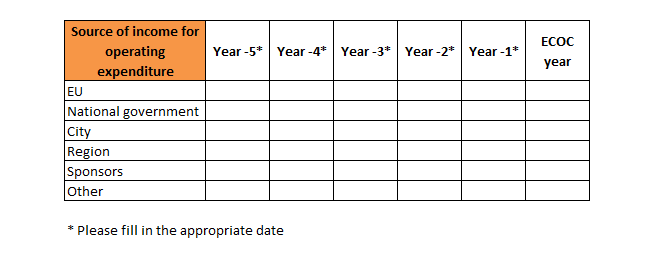 Source of income for
operating
expenditure
Year -5* Year -4* Year -3* Year -2* Year -1* ECOC
year
EU
National government
City
Region
Sponsors
Other
* Please fill in the appropriate date